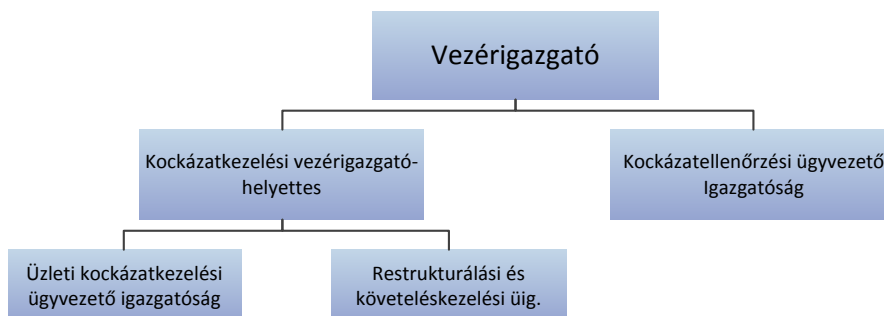 Vezérigazgató
Kockázatkezelési vezérigazgató-
helyettes
Kockázatellenőrzési ügyvezető
Igazgatóság
Üzleti kockázatkezelési
ügyvezető igazgatóság
Restrukturálási és
követeléskezelési üig.